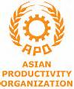 APO
ASIAN
PRODUCTIVITY
ORGANIZATION